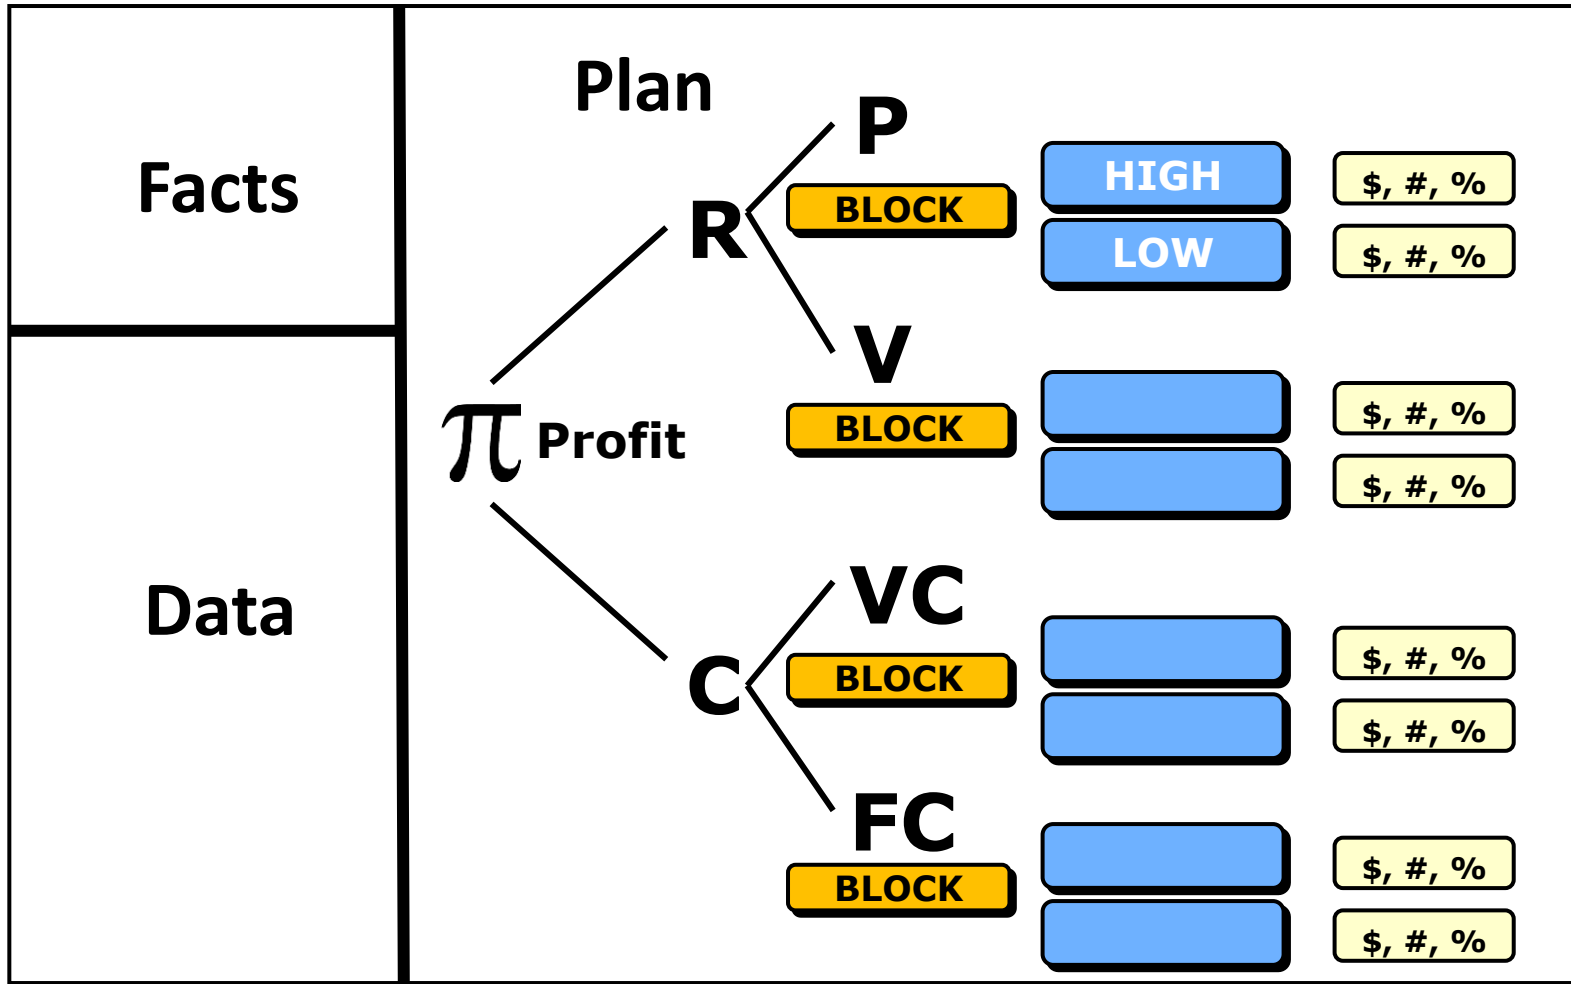 Facts
Data
Plan
π Profit
R
P
BLOCK
HIGH
$, #, %
LOW
$, #, %
V
BLOCK
$, #, %
$, #, %
C
VC
BLOCK
$, #, %
$, #, %
FC
BLOCK
$, #, %
$, #, %